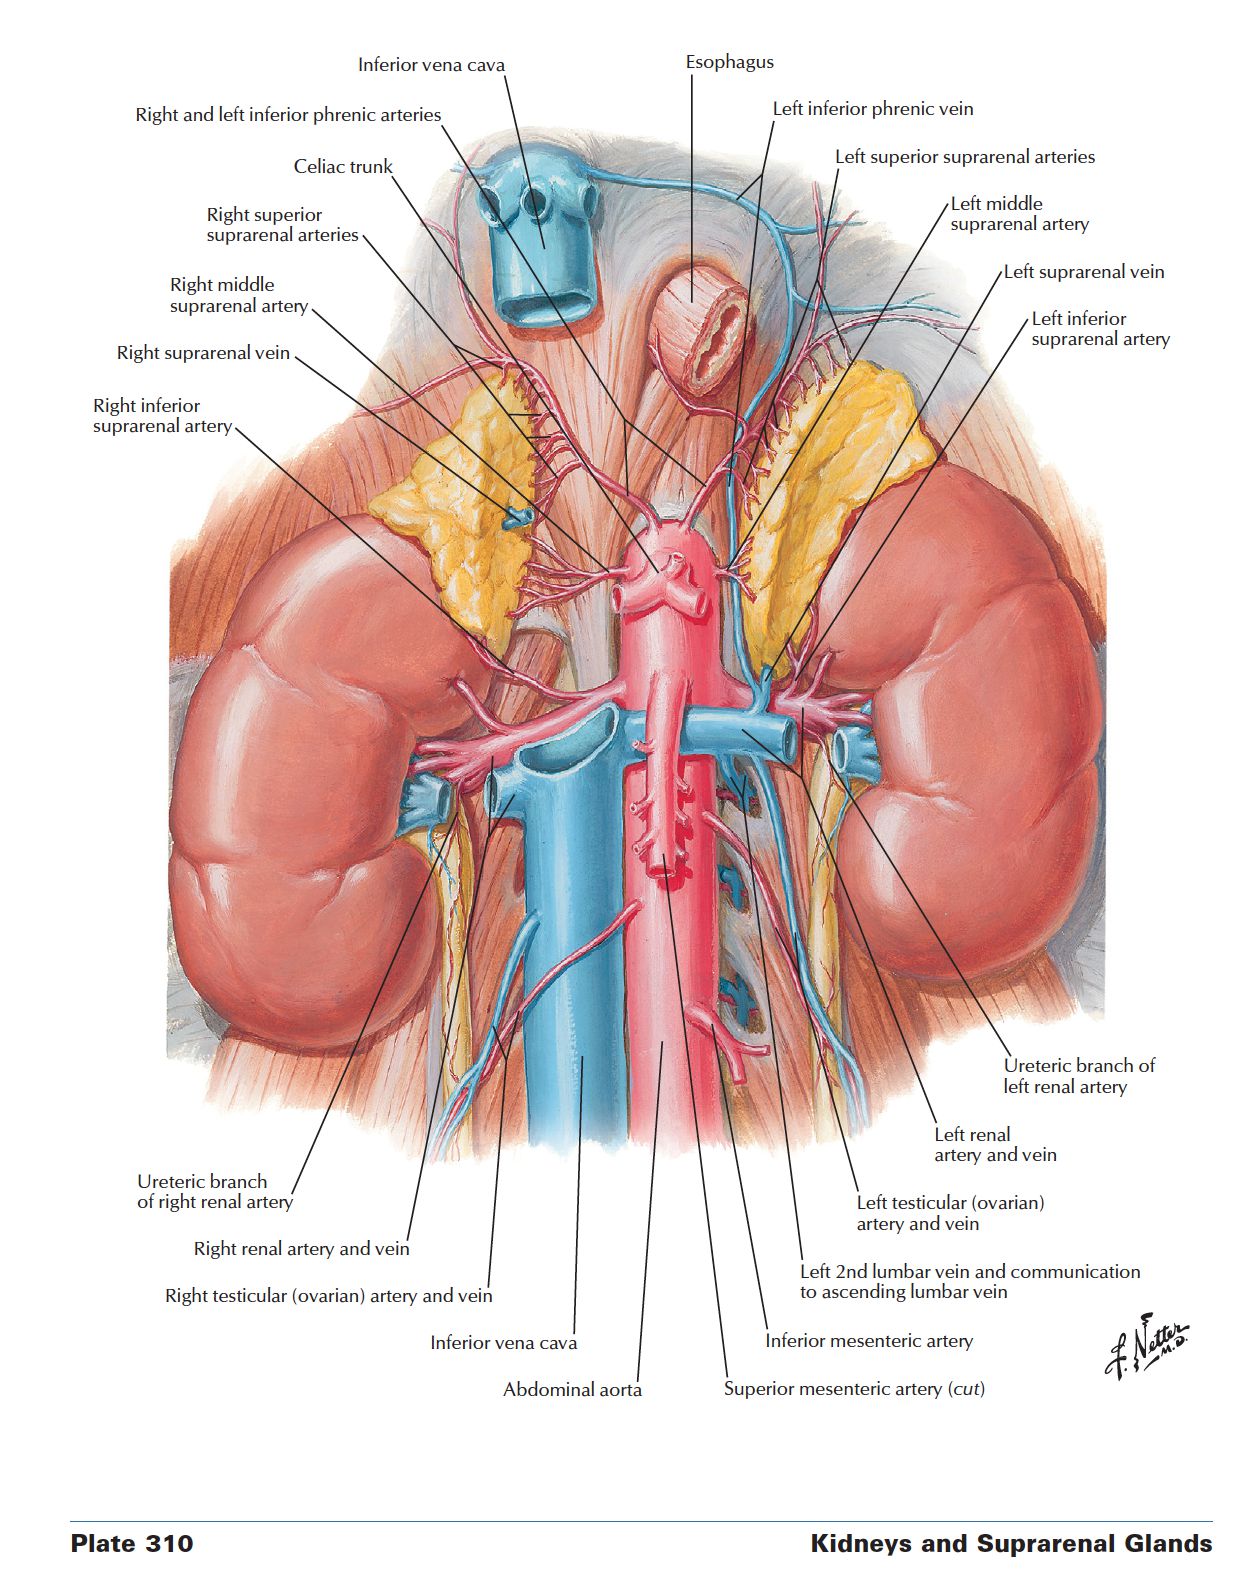 Inferior vena cava
Esophagus
Right and left inferior phrenic arteries
Left inferior phrenic vein
Celiac trunk
Left superior suprarenal arteries
Right superior
suprarenal arteries
Left middle
suprarenal artery
Right middle
suprarenal artery
Left suprarenal vein
Right suprarenal vein
Left inferior
suprarenal artery
Right inferior
suprarenal artery
Ureteric branch of
left renal artery
Left renal
artery and vein
Ureteric branch
of right renal artery
Left testicular (ovarian)
artery and vein
Right renal artery and vein
Left 2nd lumbar vein and communication
to ascending lumbar vein
Right testicular (ovarian) artery and vein
Inferior vena cava
Inferior mesenteric artery
Abdominal aorta
Superior mesenteric artery (cut)
F. Netter
M.D.
Plate 310
Kidneys and Suprarenal Glands